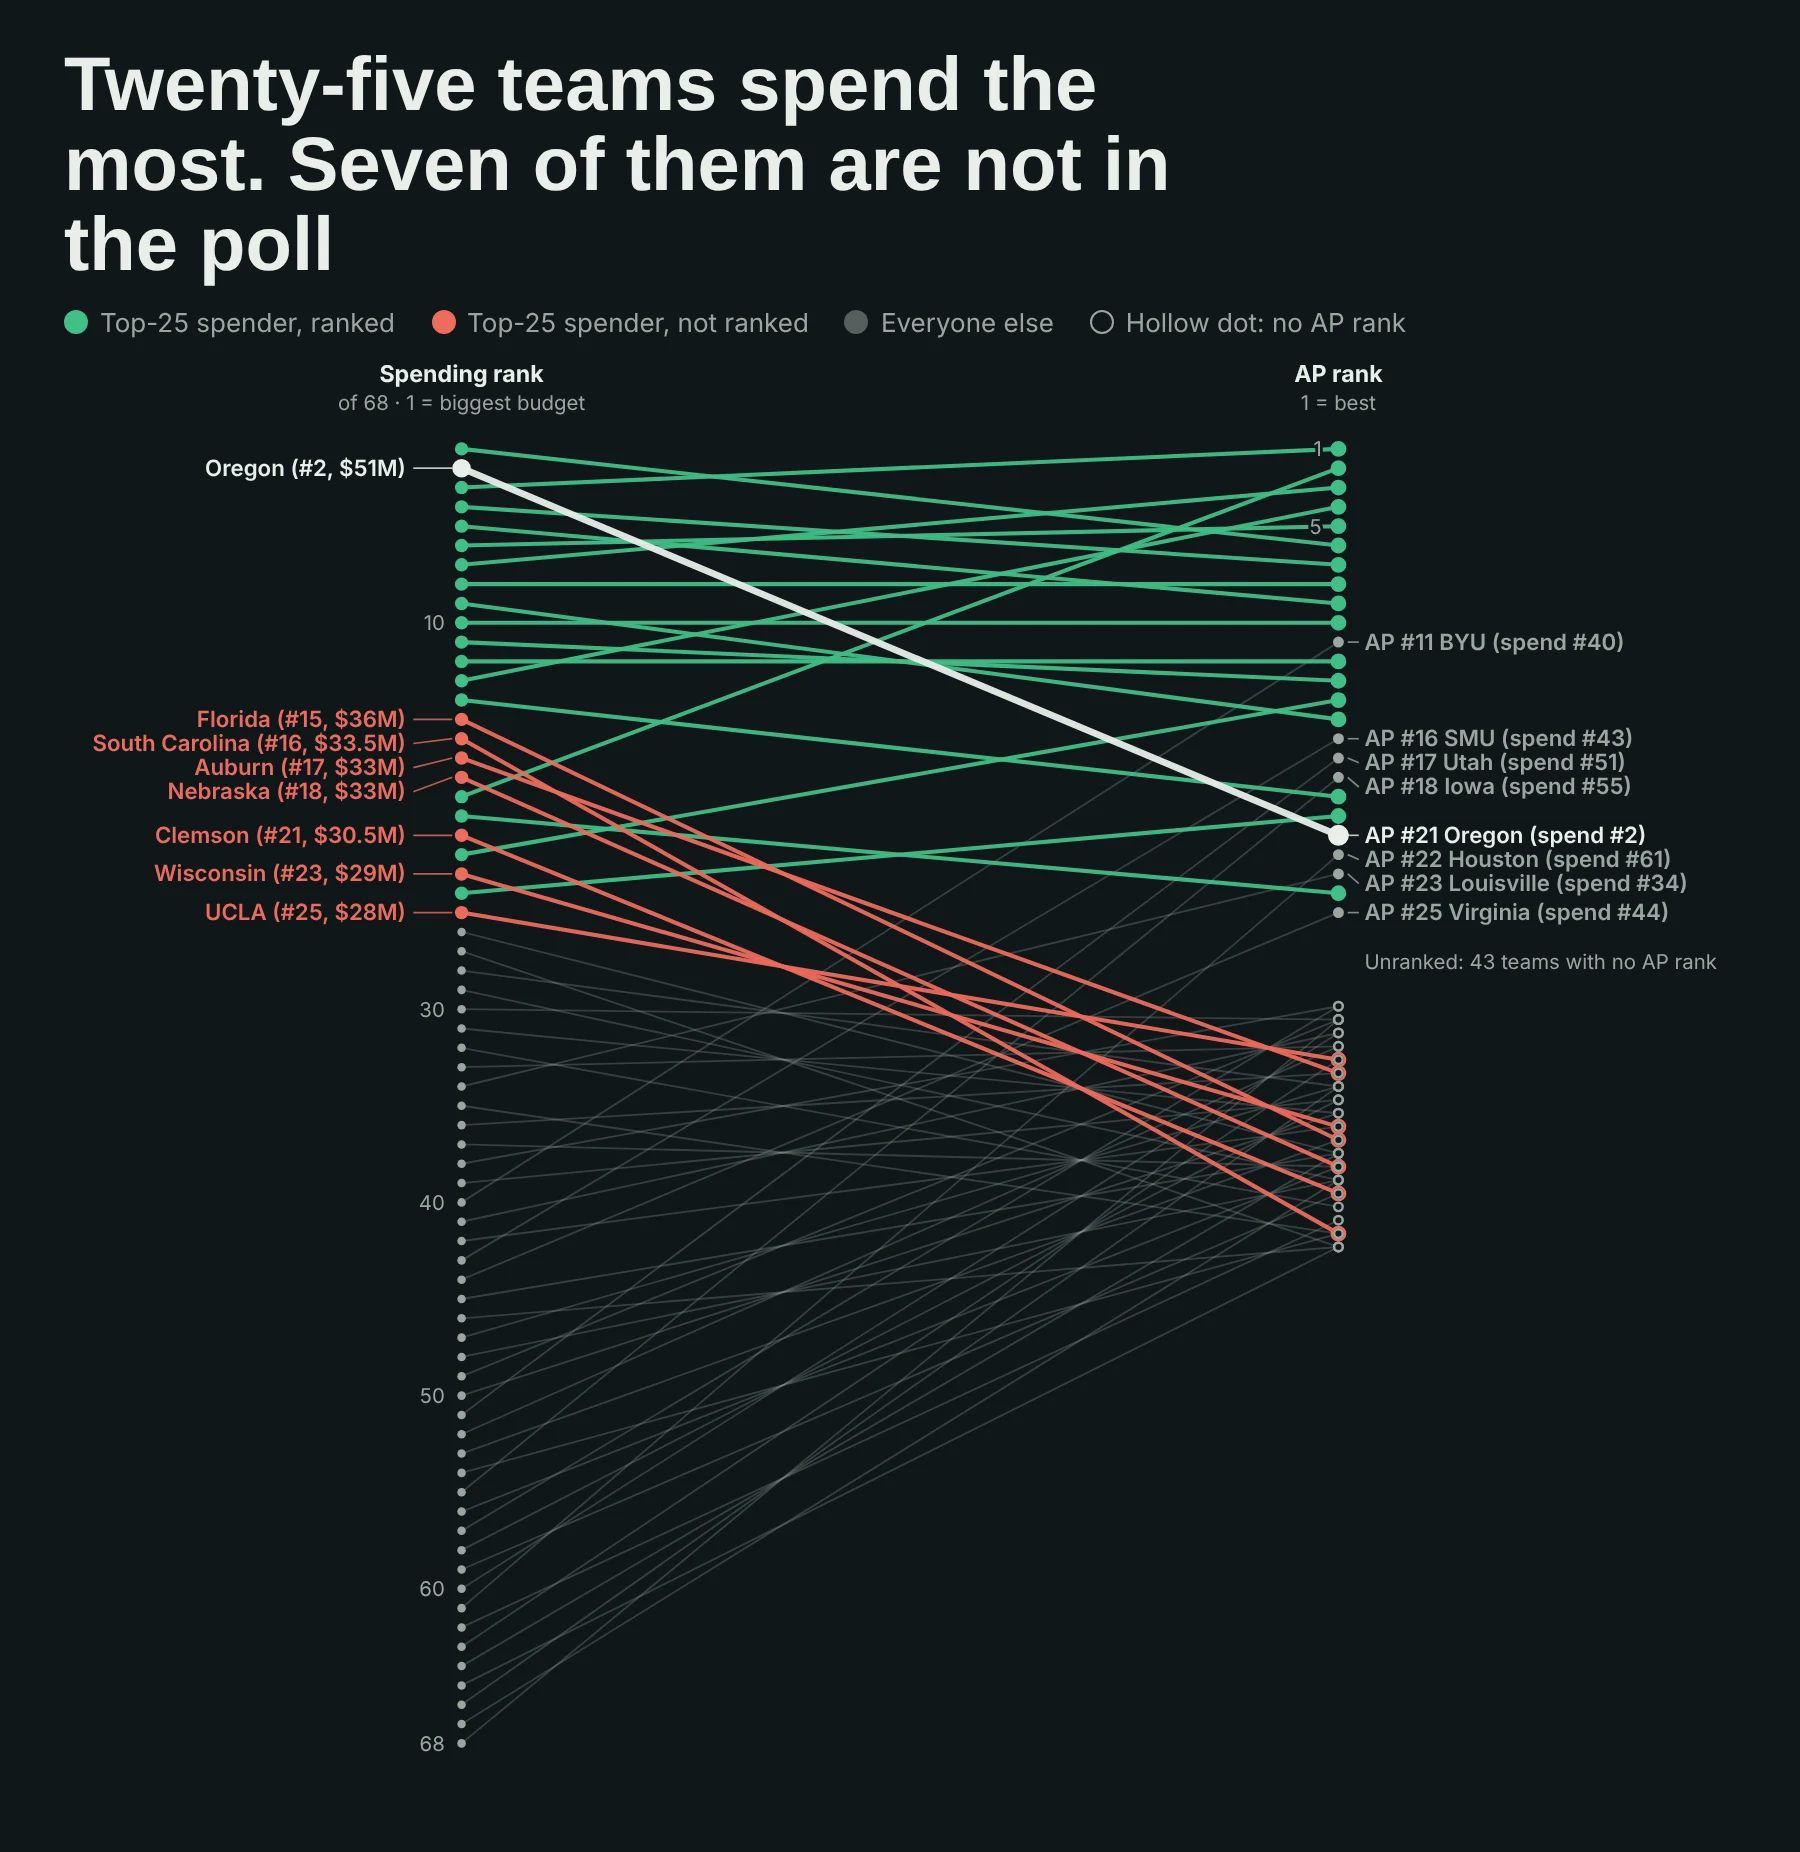 Twenty-five teams spend the
most. Seven of them are not in
the poll
Top-25 spender, ranked
Top-25 spender, not ranked
Everyone else
Hollow dot: no AP rank
Spending rank
of 68 · 1 = biggest budget
AP rank
1 = best
1
Oregon (#2, $51M)
5
10
AP #11 BYU (spend #40)
Florida (#15, $36M)
South Carolina (#16, $33.5M)
Auburn (#17, $33M)
Nebraska (#18, $33M)
AP #16 SMU (spend #43)
AP #17 Utah (spend #51)
AP #18 Iowa (spend #55)
Clemson (#21, $30.5M)
Wisconsin (#23, $29M)
UCLA (#25, $28M)
AP #21 Oregon (spend #2)
AP #22 Houston (spend #61)
AP #23 Louisville (spend #34)
AP #25 Virginia (spend #44)
Unranked: 43 teams with no AP rank
30
40
50
60
68